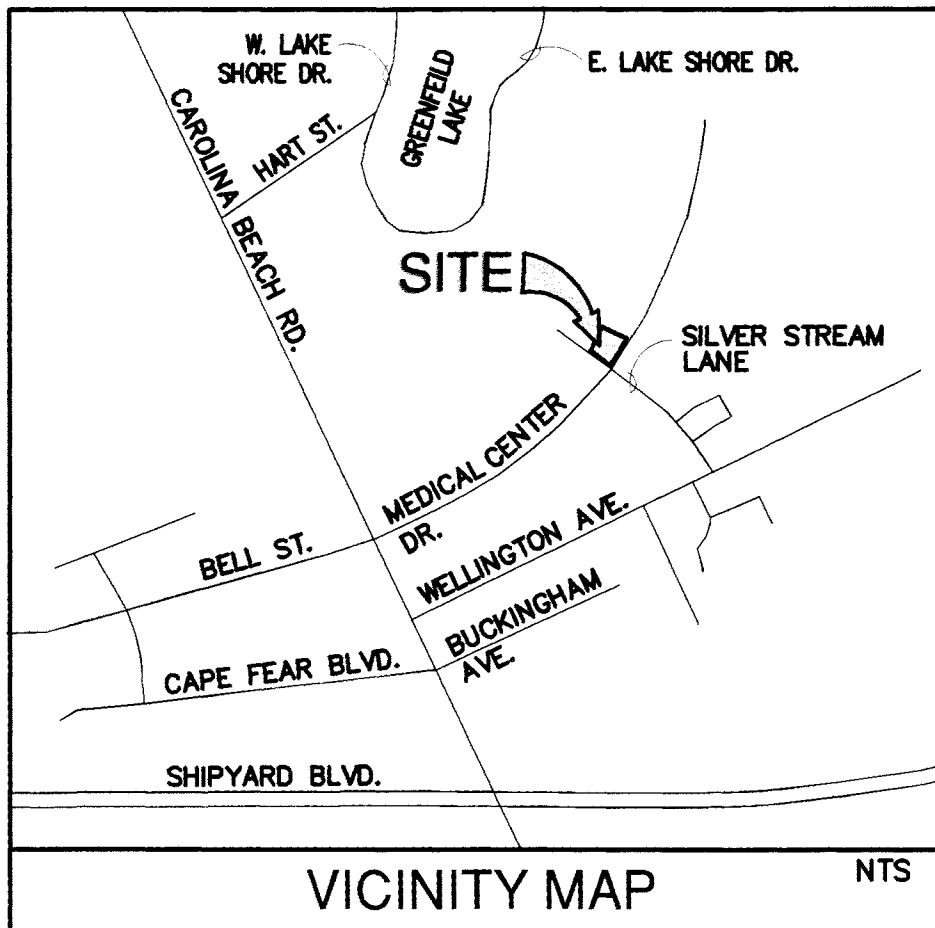 W. LAKE
SHORE DR.
E. LAKE SHORE DR.
GREENFEILD
LAKE
CAROLINA BEACH RD.
HART ST.
SITE
SILVER STREAM
LANE
MEDICAL CENTER
DR.
BELL ST.
WELLINGTON AVE.
BUCKINGHAM
AVE.
CAPE FEAR BLVD.
SHIPYARD BLVD.
VICINITY MAP
NTS